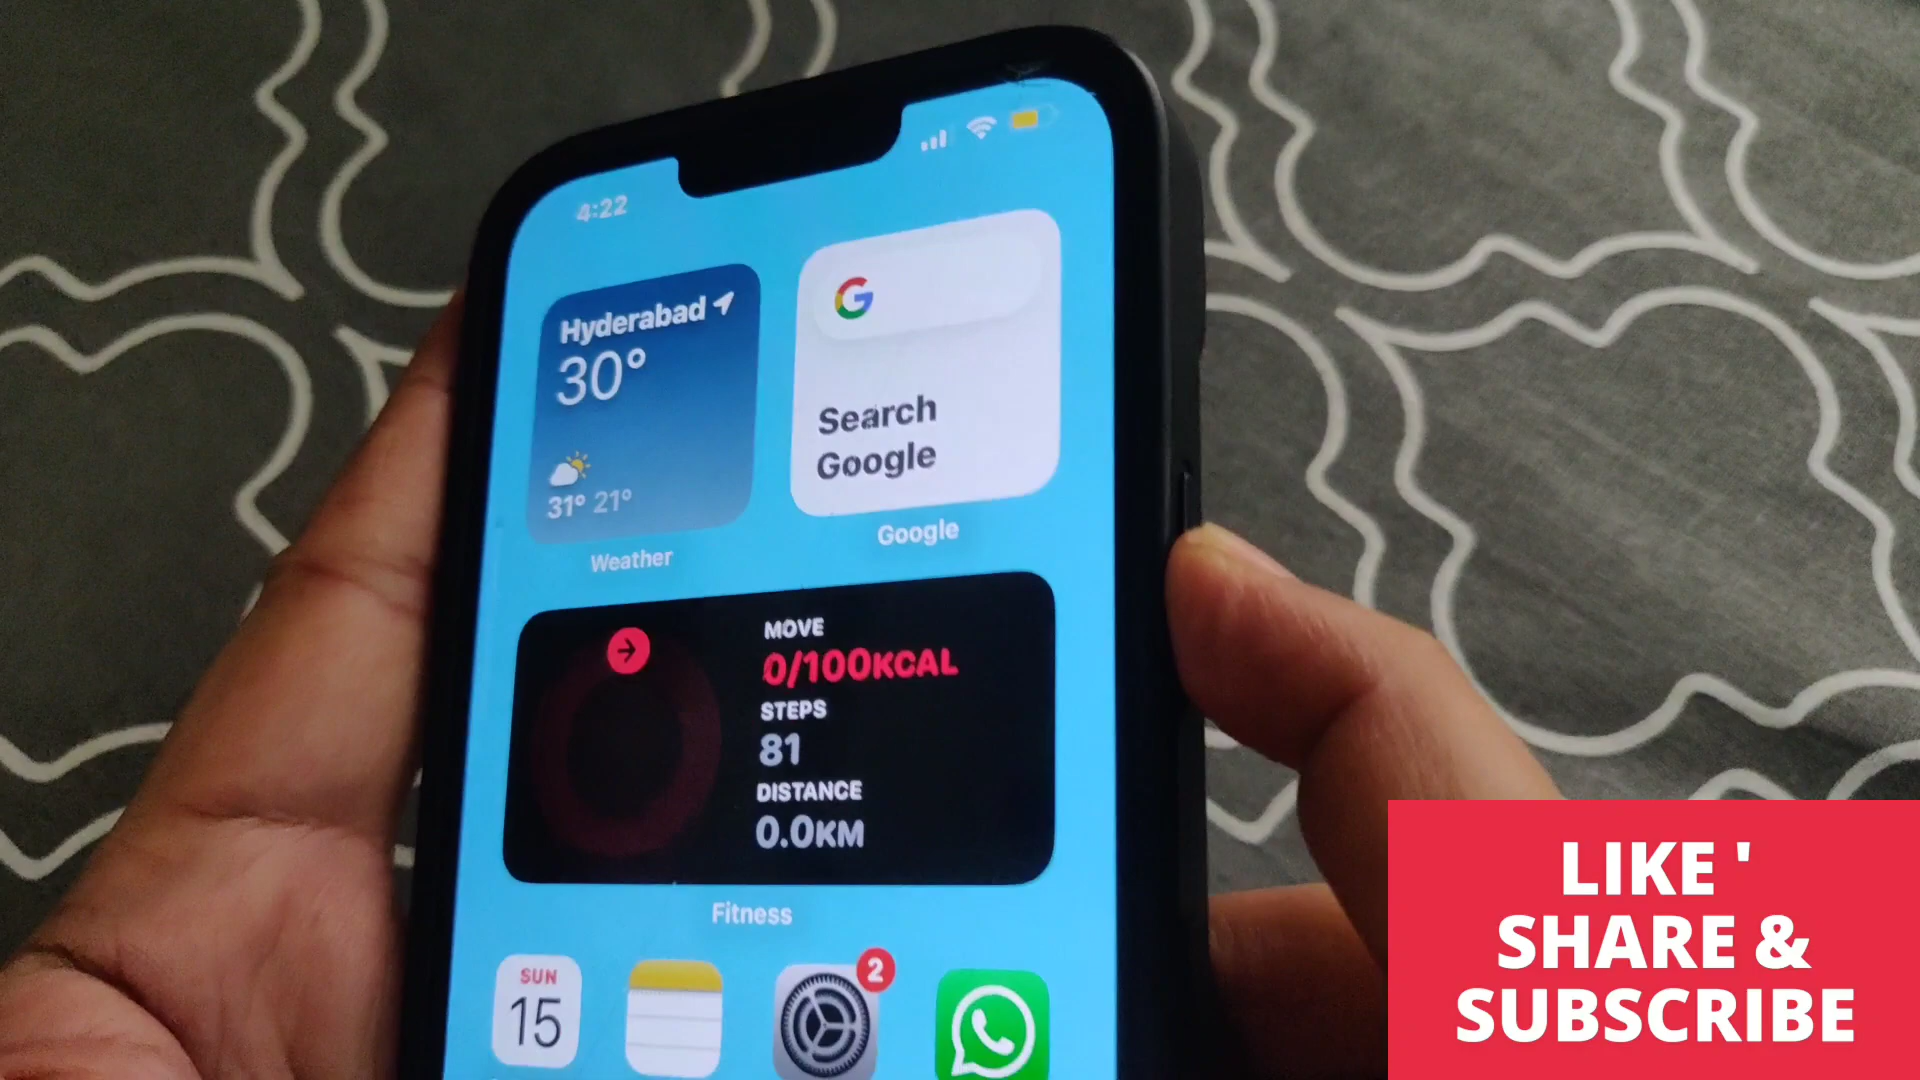 4:22
Hyderabad
30°
31° 21°
Weather
G
Search
Google
Google
MOVE
0/100KCAL
STEPS
81
DISTANCE
0.0KM
Fitness
SUN
15
2
LIKE '
SHARE &
SUBSCRIBE